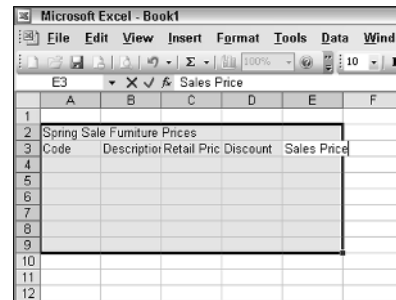 Microsoft Excel - Book1
File Edit View Insert Format Tools Data Wind
100% 10
E3 Sales Price
A B C D E F
1
2 Spring Sale Furniture Prices
3 Code Description Retail Pric Discount Sales Price
4
5
6
7
8
9
10
11
12